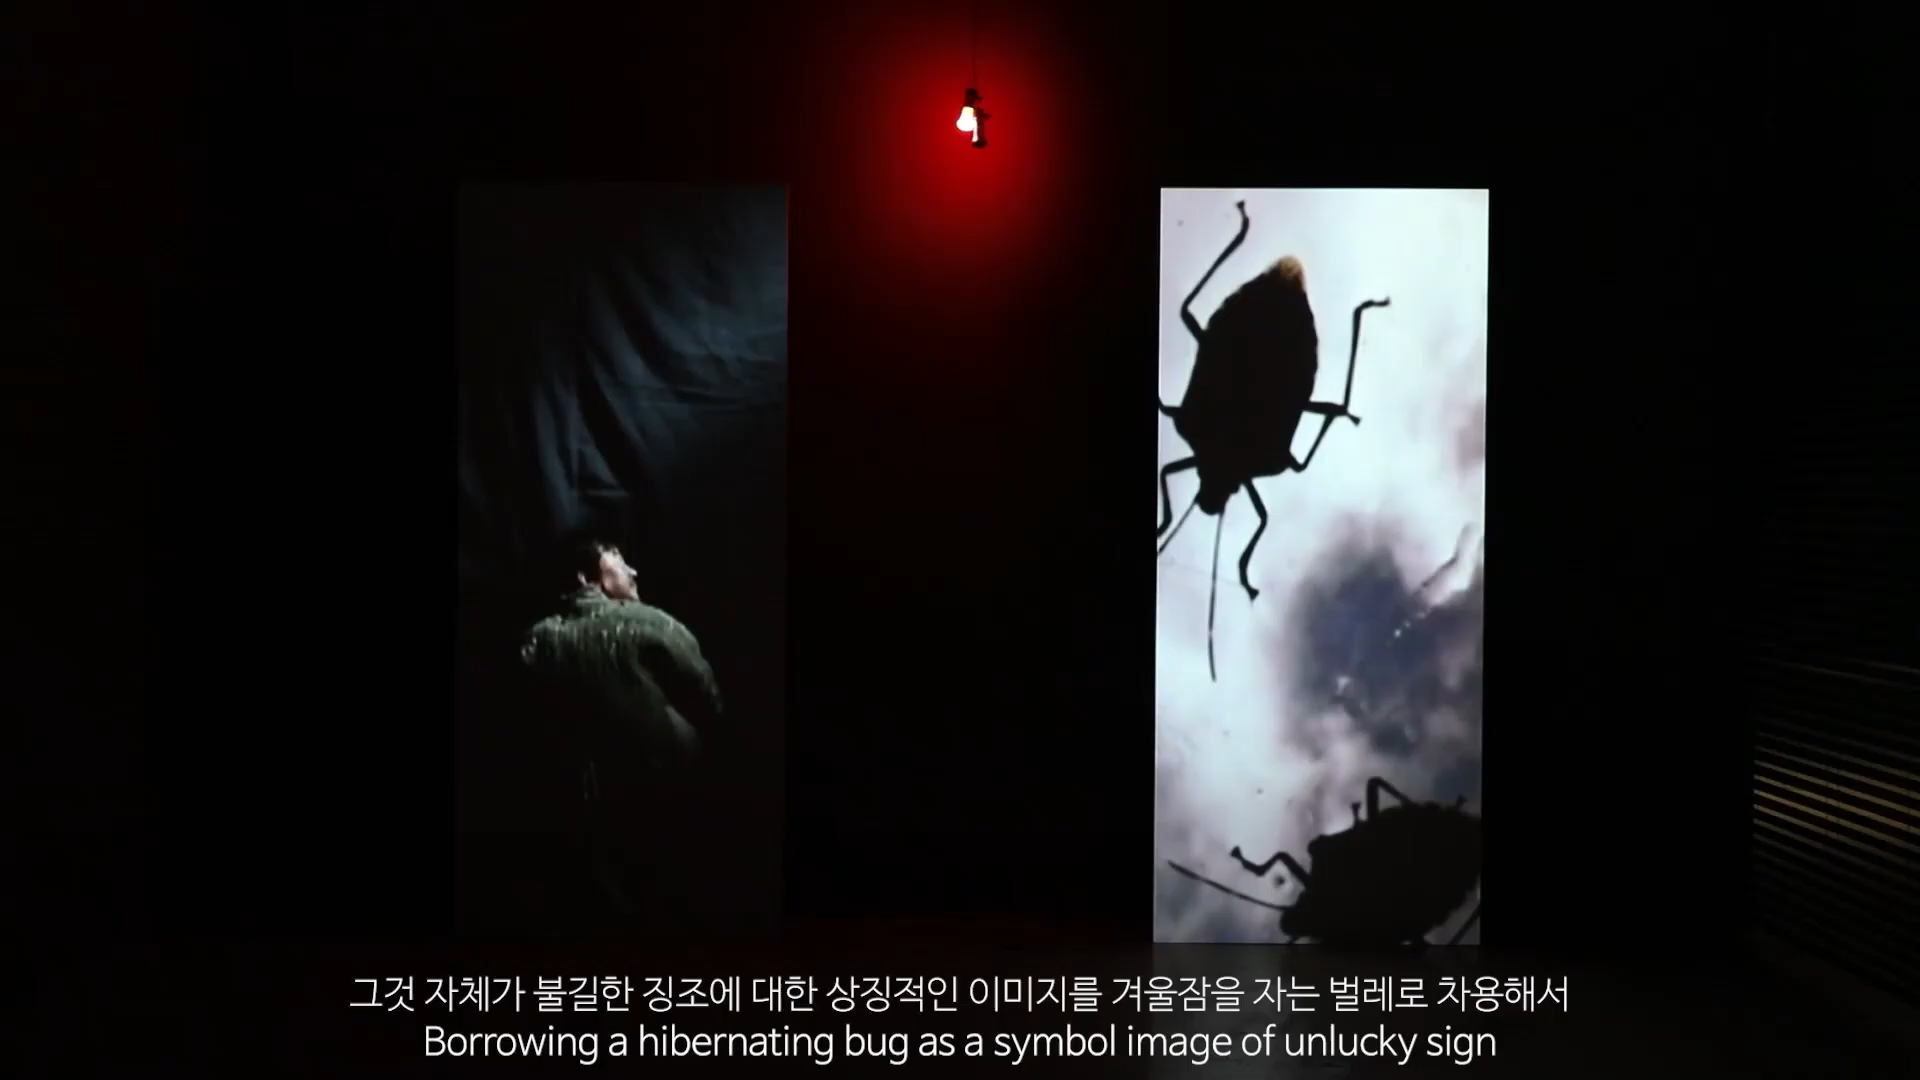 그것 자체가 불길한 징조에 대한 상징적인 이미지를 겨울잠을 자는 벌레로 차용해서
Borrowing a hibernating bug as a symbol image of unlucky sign